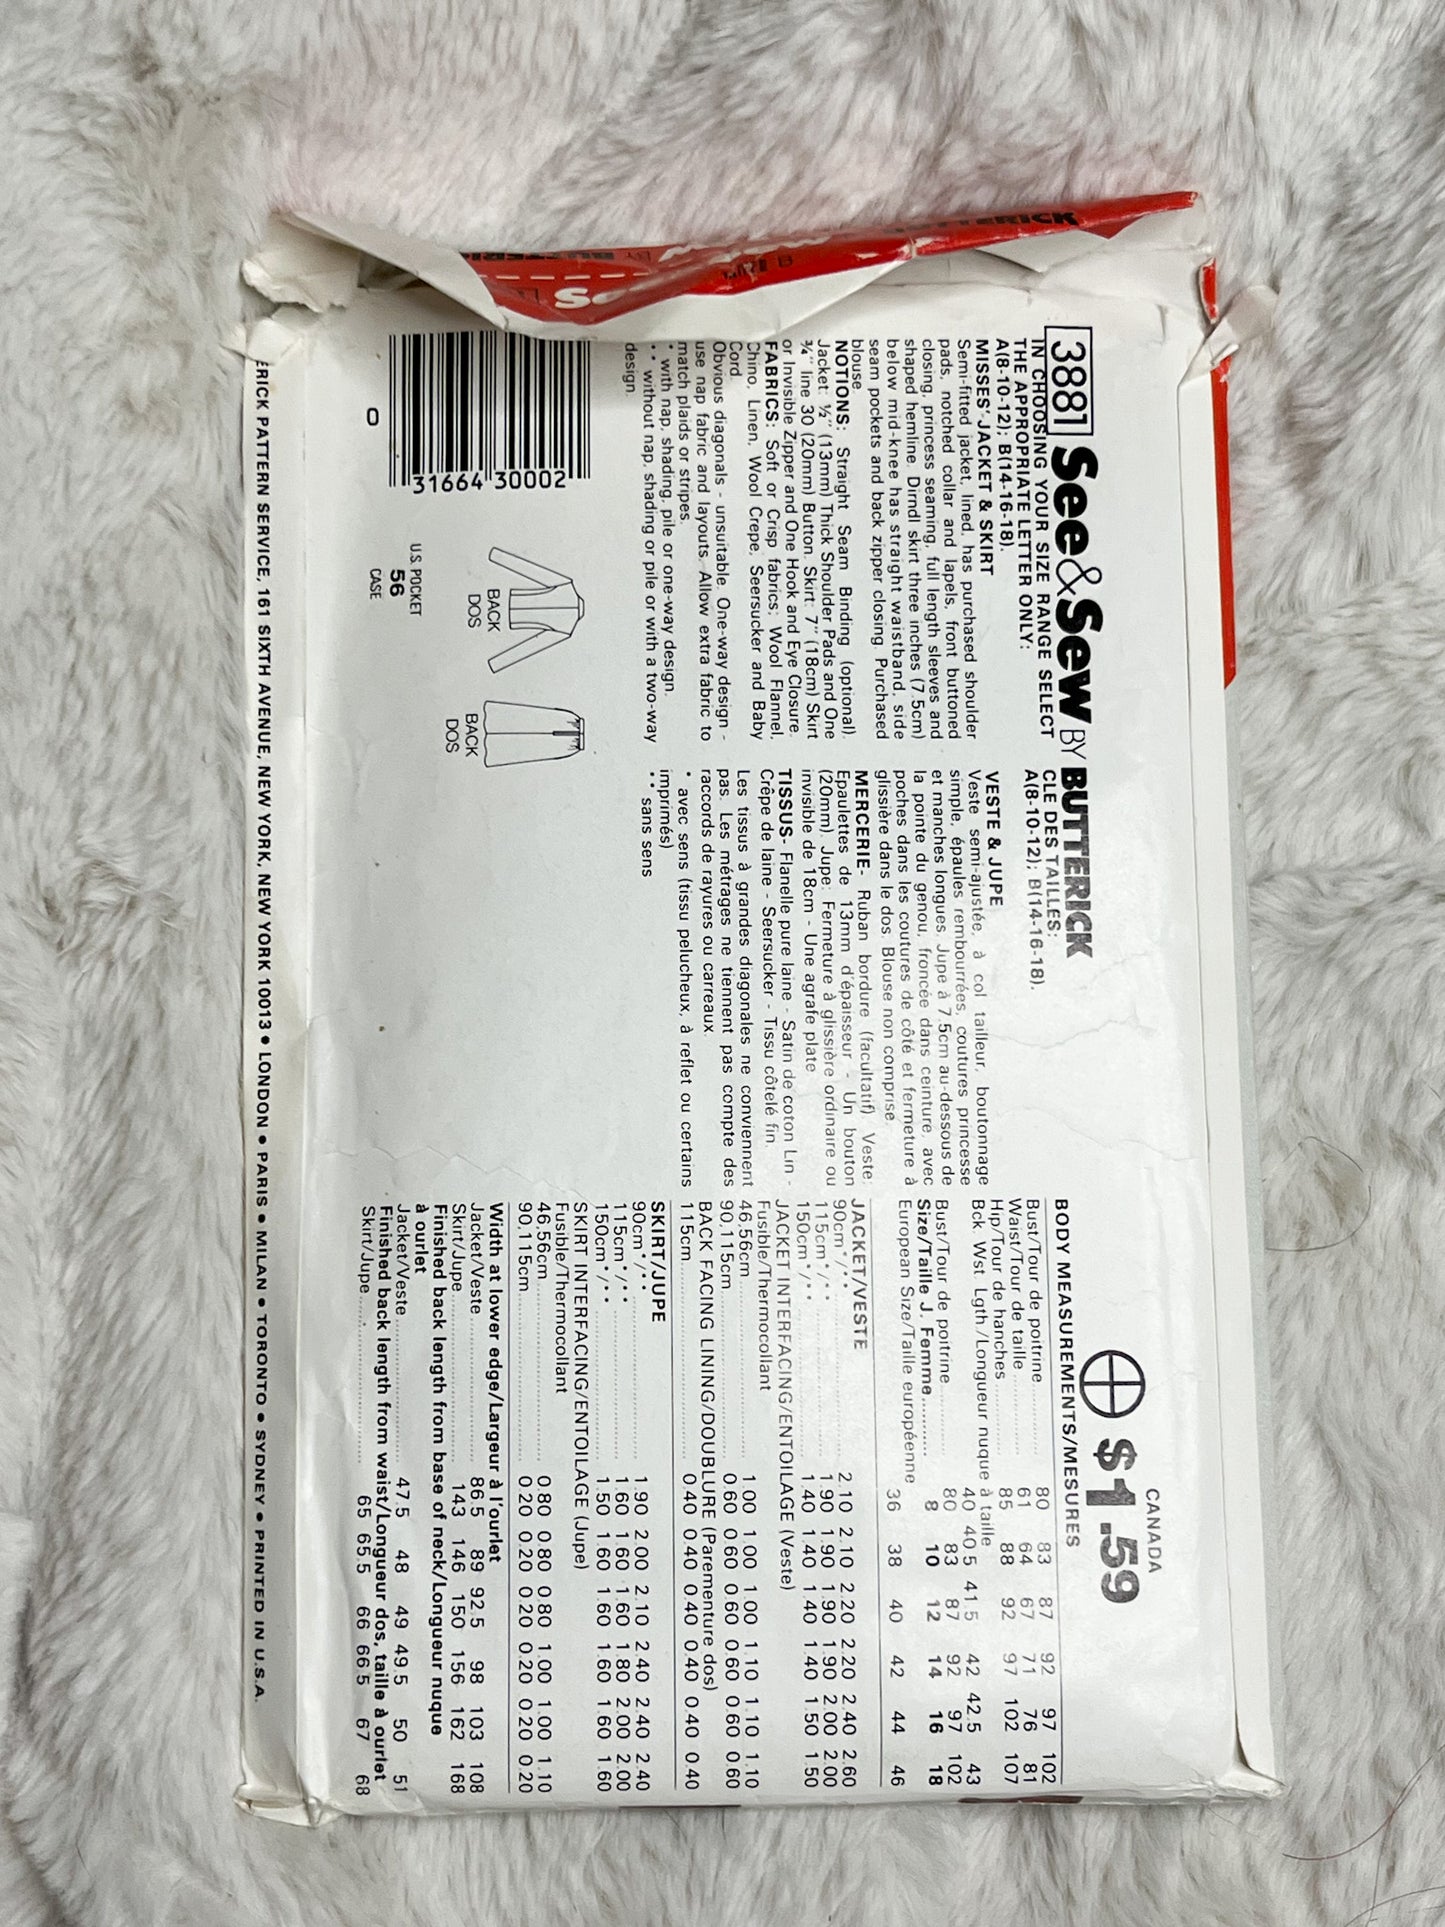 3881 See&Sew BY BUTTERICK
IN CHOOSING YOUR SIZE RANGE SELECT
THE APPROPRIATE LETTER ONLY:
A(8-10-12); B(14-16-18).
MISSES' JACKET & SKIRT
Semi-fitted jacket, lined, has purchased shoulder
pads, notched collar and lapels, front buttoned
closing, princess seaming, full length sleeves and
shaped hemline. Dirndl skirt three inches (7.5cm)
below mid-knee has straight waistband, side
seam pockets and back zipper closing. Purchased
blouse.
NOTIONS: Straight Seam Binding (optional).
Jacket: ½" (13mm) Thick Shoulder Pads and One
¾" line 30 (20mm) Button. Skirt: 7" (18cm) Skirt
or Invisible Zipper and One Hook and Eye Closure.
FABRICS: Soft or Crisp fabrics; Wool Flannel,
Chino, Linen, Wool Crepe, Seersucker and Baby
Cord.
Obvious diagonals - unsuitable. One-way design -
use nap fabric and layouts. Allow extra fabric to
match plaids or stripes.
* with nap, shading, pile or one-way design.
** without nap, shading or pile or with a two-way
design.
31664 30002
0
U.S. POCKET
56
CASE
BACK
DOS
BACK
DOS
CLE DES TAILLES:
A(8-10-12); B(14-16-18).
VESTE & JUPE
Veste semi-ajustée, à col tailleur, boutonnage
simple, épaules rembourrées, coutures princesse
et manches longues. Jupe à 7.5cm au-dessous de
la pointe du genou, froncée dans ceinture, avec
poches dans les coutures de côté et fermeture à
glissière dans le dos. Blouse non comprise.
MERCERIE- Ruban bordure (facultatif) Veste:
Epaulettes de 13mm d'épaisseur - Un bouton
(20mm). Jupe: Fermeture à glissière ordinaire ou
invisible de 18cm - Une agrafe plate
TISSUS- Flanelle pure laine - Satin de coton Lin -
Crêpe de laine - Seersucker - Tissu côtelé fin.
Les tissus à grandes diagonales ne conviennent
pas. Les métrages ne tiennent pas compte des
raccords de rayures ou carreaux.
* avec sens (tissu pelucheux, à reflet ou certains
imprimés)
** sans sens
CANADA
$1.59
BODY MEASUREMENTS/MESURES
Bust/Tour de poitrine 80 83 87 92 97 102
Waist/Tour de taille 61 64 67 71 76 81
Hip/Tour de hanches 85 88 92 97 102 107
Bck. Wst Lgth/Longueur nuque à taille
40 40.5 41.5 42 42.5 43
Bust/Tour de poitrine 80 83 87 92 97 102
Size/Taille J. Femme 8 10 12 14 16 18
European Size/Taille européenne 36 38 40 42 44 46
JACKET/VESTE
90cm*/** 2.10 2.10 2.20 2.20 2.40 2.60
115cm*/** 1.90 1.90 1.90 1.90 2.00 2.00
150cm*/** 1.40 1.40 1.40 1.40 1.50 1.50
JACKET INTERFACING/ENTOILAGE (Veste)
Fusible/Thermocollant
46,56cm 1.00 1.00 1.00 1.10 1.10 1.10
90,115cm 0.60 0.60 0.60 0.60 0.60 0.60
BACK FACING LINING/DOUBLURE (Parementure dos)
115cm 0.40 0.40 0.40 0.40 0.40 0.40
SKIRT/JUPE
90cm*/** 1.90 2.00 2.10 2.40 2.40 2.40
115cm*/** 1.60 1.60 1.60 1.80 2.00 2.00
150cm*/** 1.50 1.60 1.60 1.60 1.60 1.60
SKIRT INTERFACING/ENTOILAGE (Jupe)
Fusible/Thermocollant
46,56cm 0.80 0.80 0.80 1.00 1.00 1.10
90,115cm 0.20 0.20 0.20 0.20 0.20 0.20
Width at lower edge/Largeur à l'ourlet
Jacket/Veste 86.5 89 92.5 98 103 108
Skirt/Jupe 143 146 150 156 162 168
Finished back length from base of neck/Longueur nuque
à ourlet
Jacket/Veste 47.5 48 49 49.5 50 51
Finished back length from waist/Longueur dos, taille à ourlet
Skirt/Jupe 65 65.5 66 66.5 67 68
ERICK PATTERN SERVICE, 161 SIXTH AVENUE, NEW YORK, NEW YORK 10013 • LONDON • PARIS • MILAN • TORONTO • SYDNEY • PRINTED IN U.S.A.